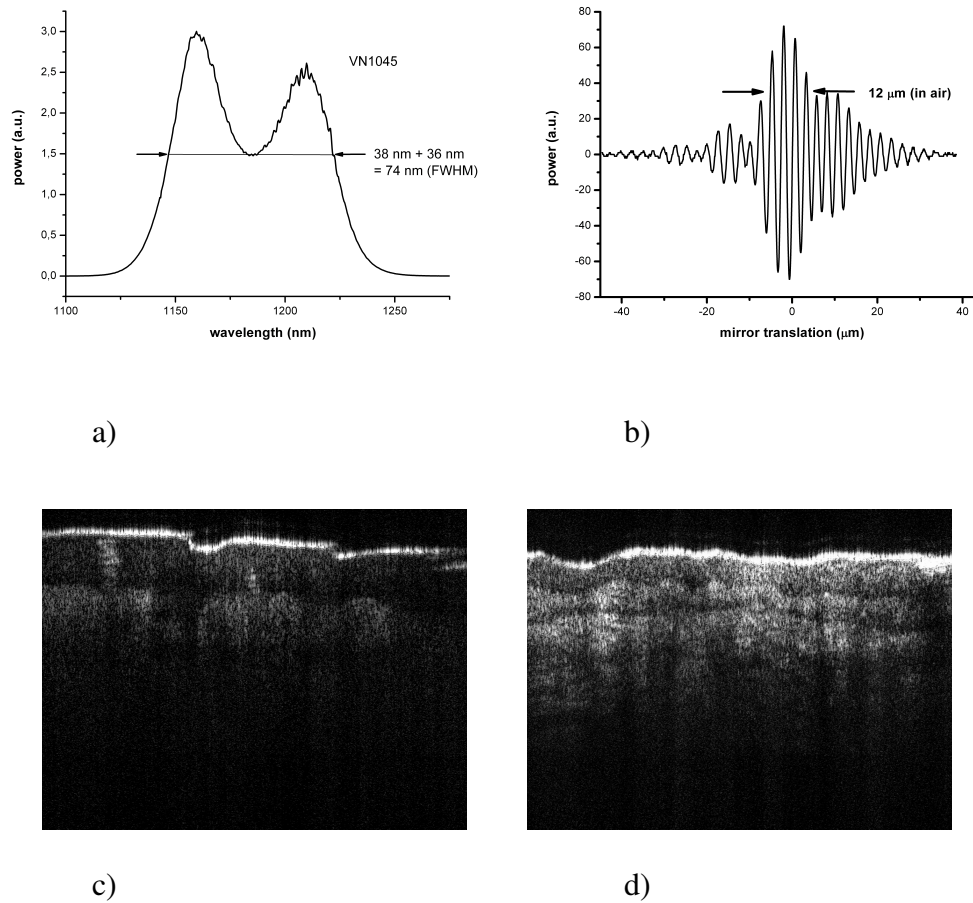 3,0
2,5
2,0
1,5
1,0
0,5
0,0
power (a.u.)
VN1045
38 nm + 36 nm
= 74 nm (FWHM)
1100 1150 1200 1250
wavelength (nm)
80
60
40
20
0
-20
-40
-60
-80
power (a.u.)
12 μm (in air)
-40 -20 0 20 40
mirror translation (μm)
a)
b)
c)
d)